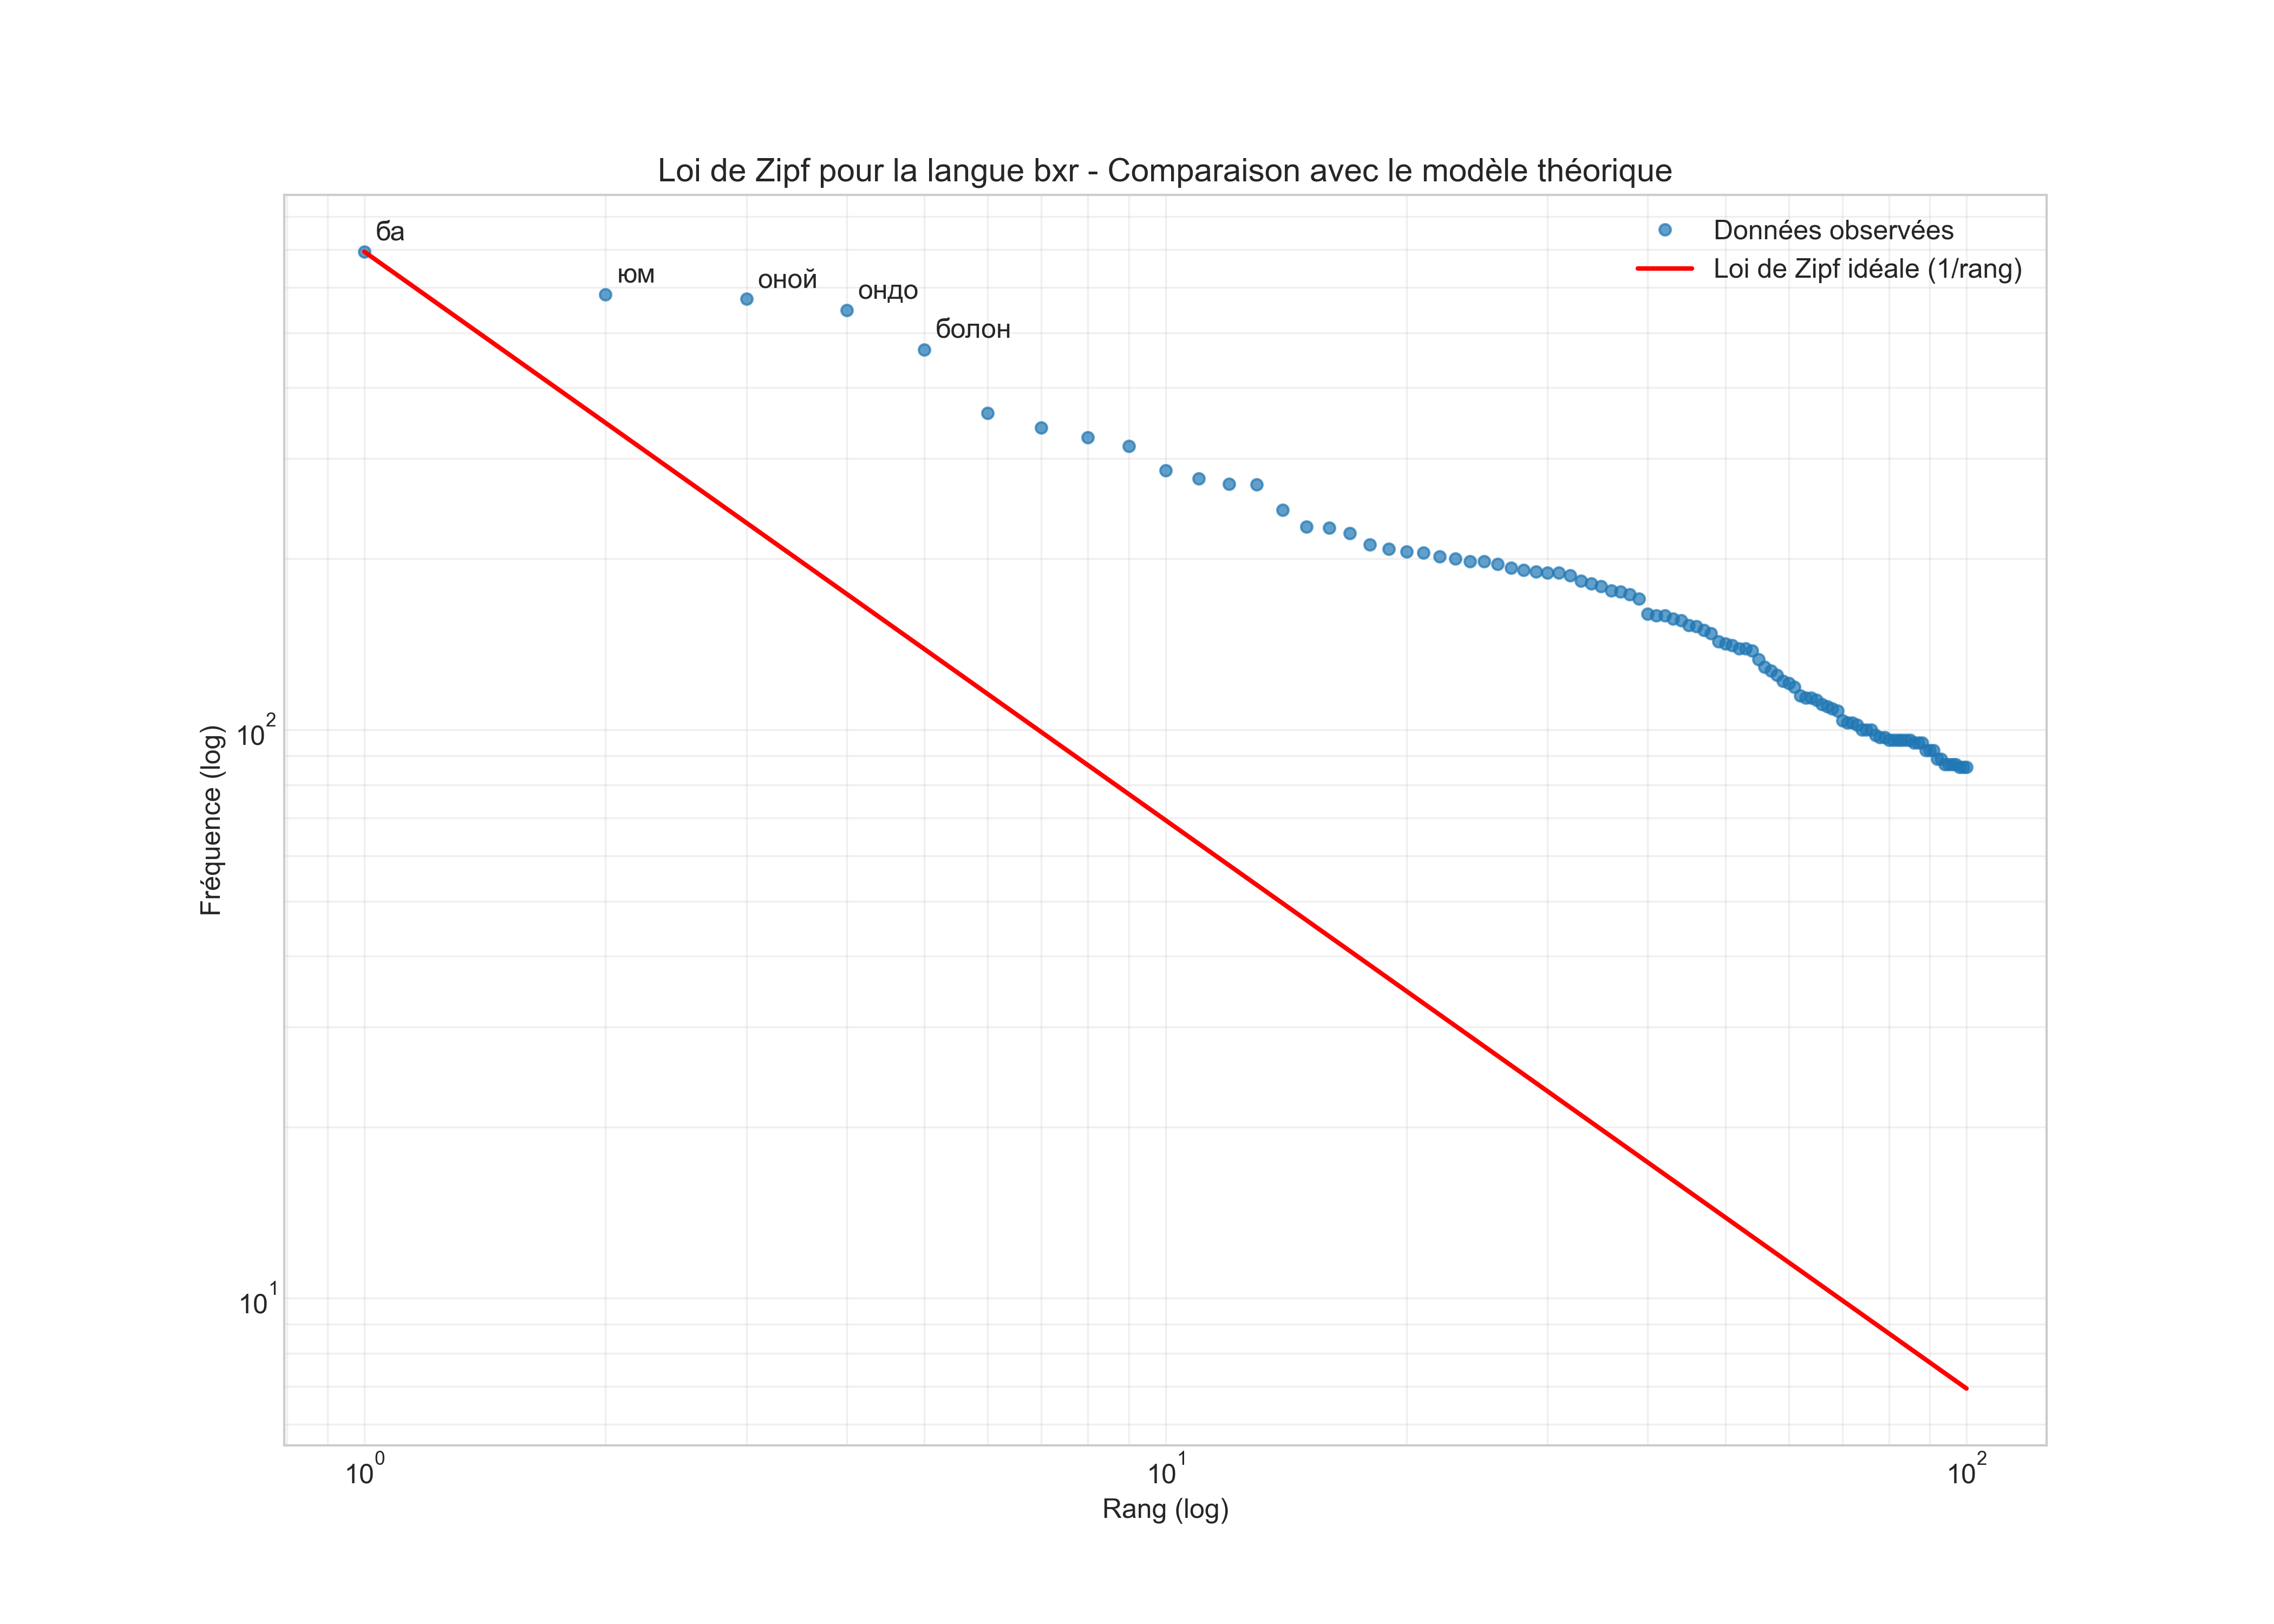 Loi de Zipf pour la langue bxr - Comparaison avec le modèle théorique
Données observées
Loi de Zipf idéale (1/rang)
ба
юм
оной
ондо
болон
Fréquence (log)
10²
10¹
10⁰
10¹
10²
Rang (log)